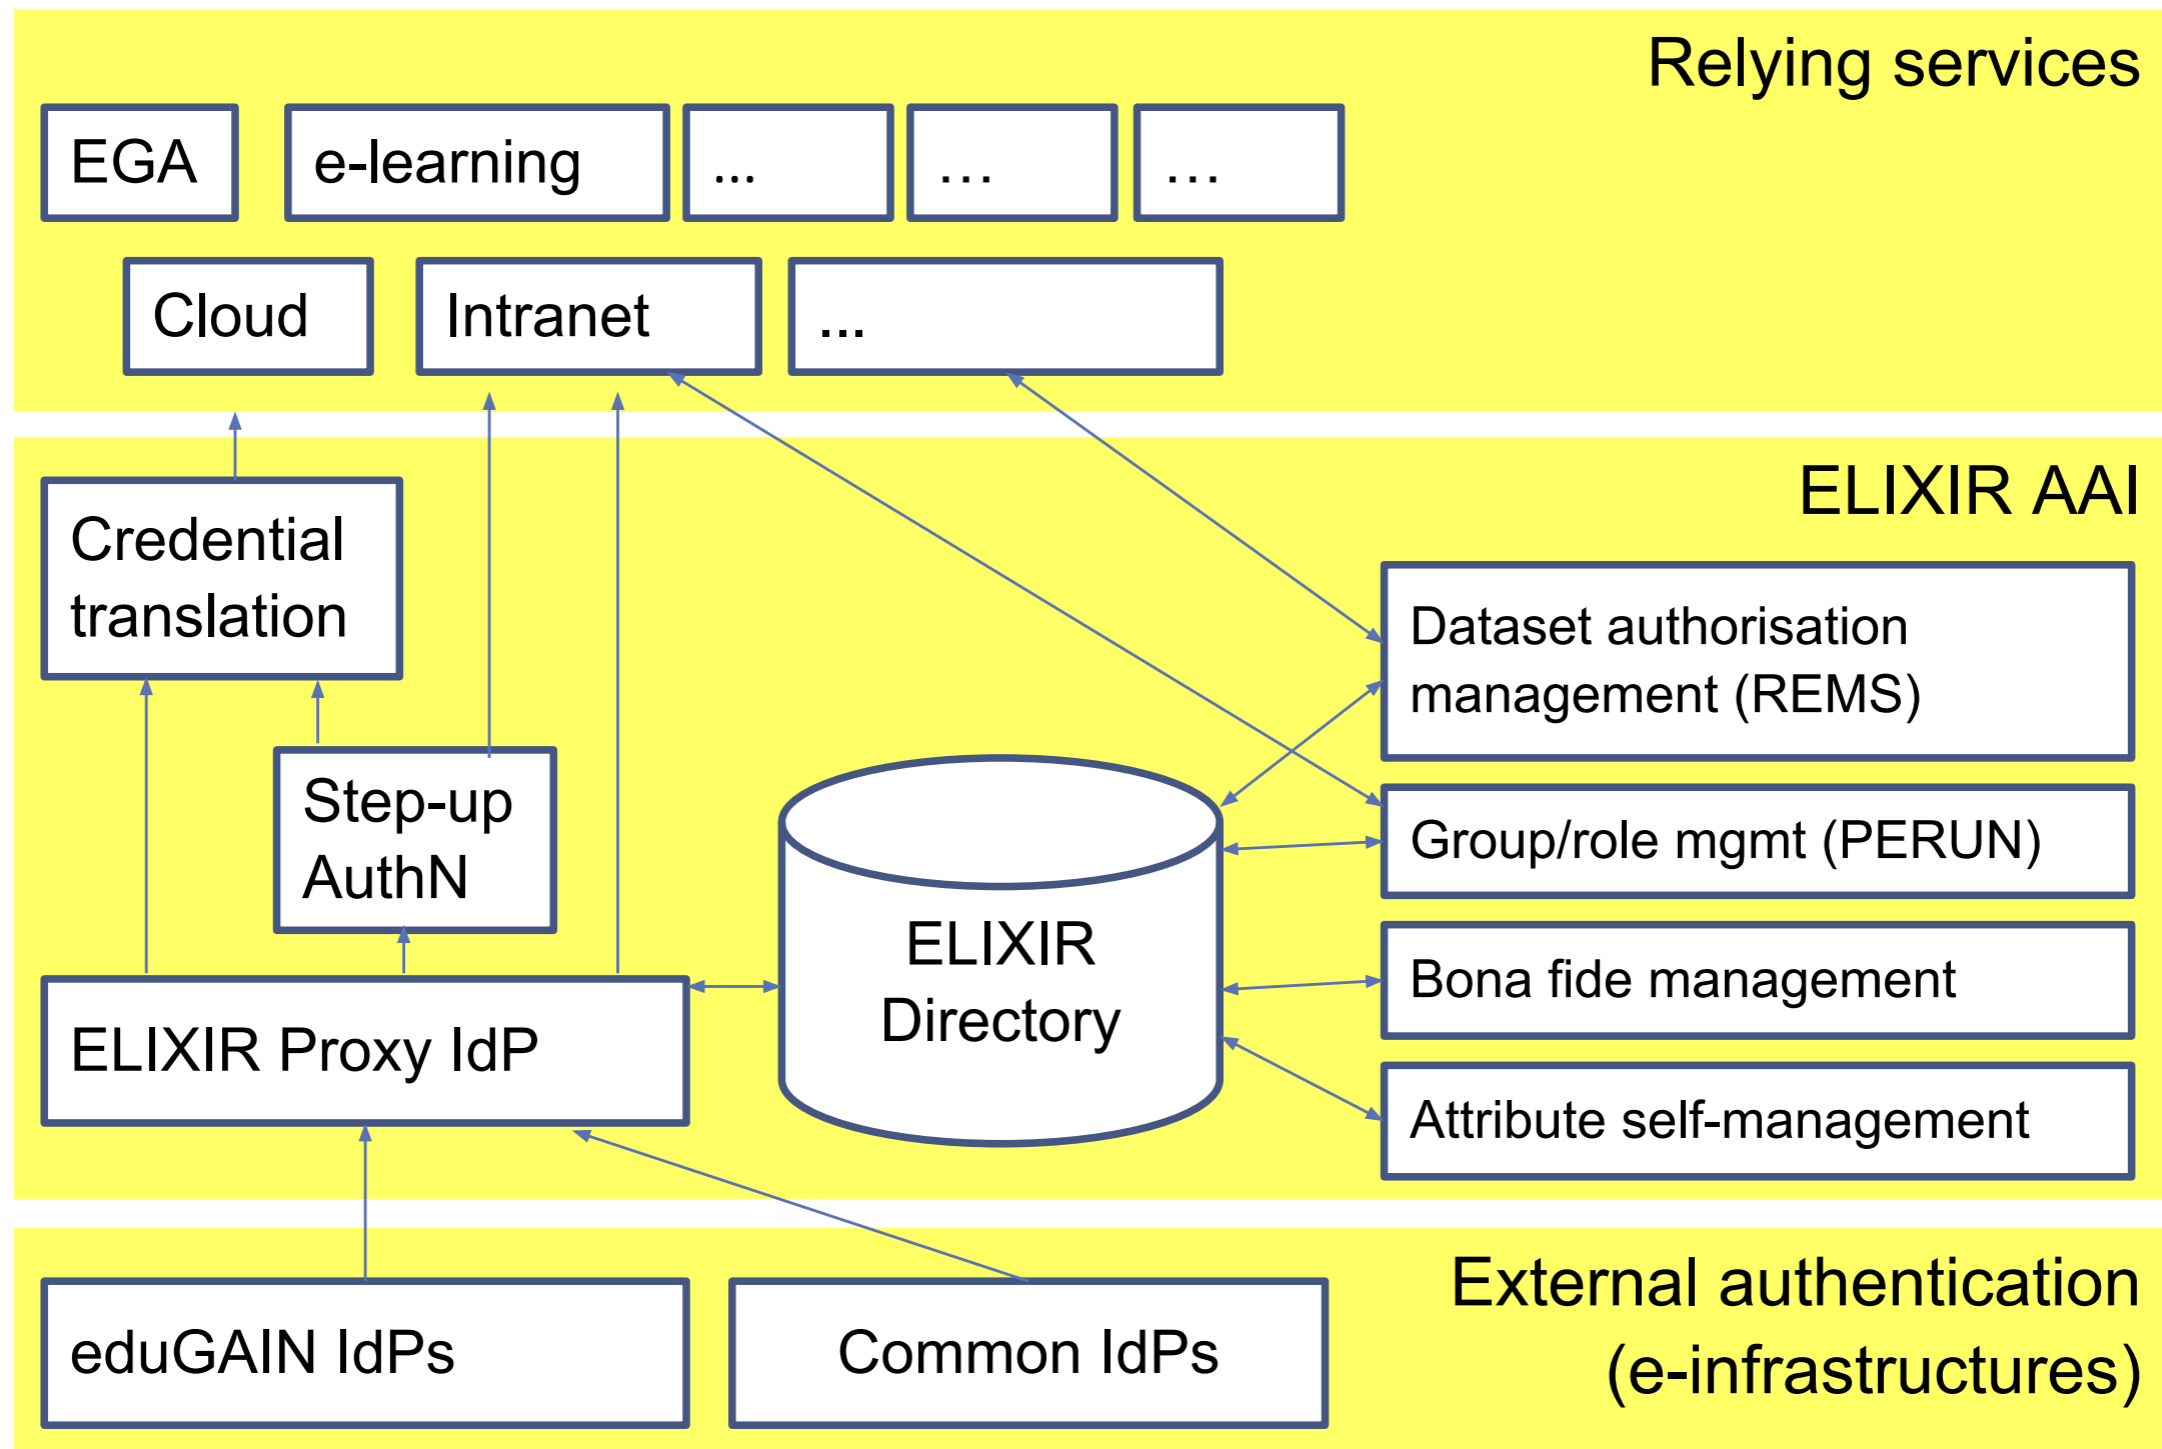 Relying services
EGA
e-learning
...
…
…
Cloud
Intranet
...
ELIXIR AAI
Credential
translation
Dataset authorisation
management (REMS)
Step-up
AuthN
Group/role mgmt (PERUN)
ELIXIR
Directory
Bona fide management
ELIXIR Proxy IdP
Attribute self-management
External authentication
(e-infrastructures)
eduGAIN IdPs
Common IdPs